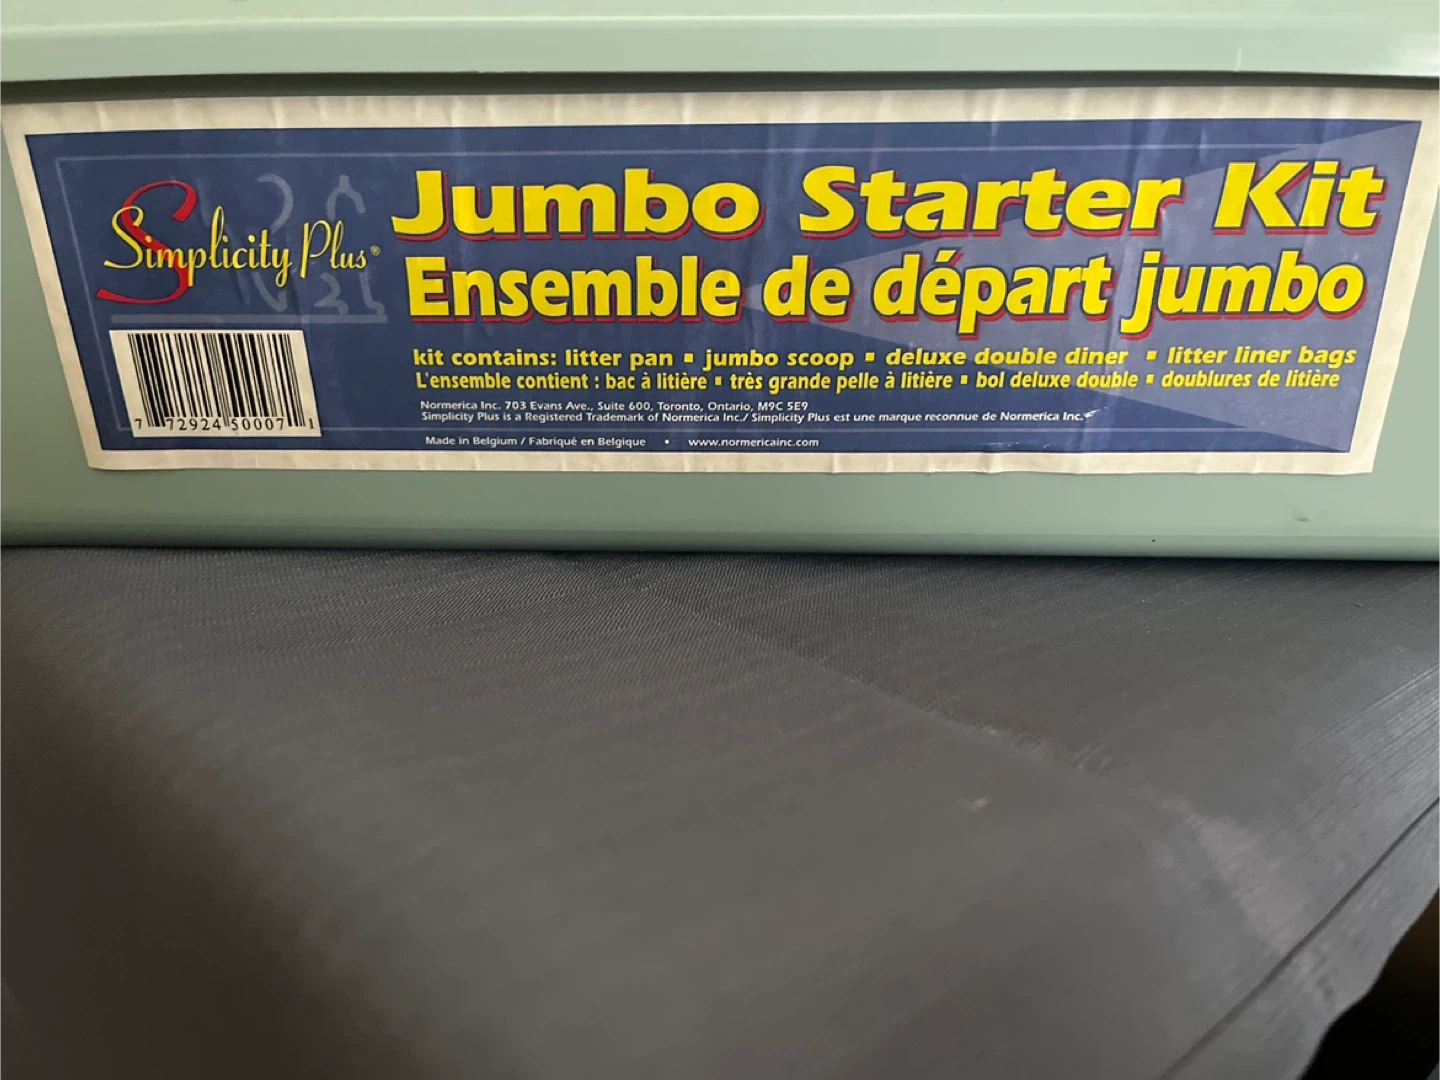 Simplicity Plus®
Jumbo Starter Kit
Ensemble de départ jumbo
kit contains: litter pan ▪ jumbo scoop ▪ deluxe double diner ▪ litter liner bags
L'ensemble contient : bac à litière ▪ très grande pelle à litière ▪ bol deluxe double ▪ doublures de litière
Normerica Inc. 703 Evans Ave., Suite 600, Toronto, Ontario, M9C 5E9
Simplicity Plus is a Registered Trademark of Normerica Inc./ Simplicity Plus est une marque reconnue de Normerica Inc.
Made in Belgium / Fabriqué en Belgique • www.normericainc.com
7 72924 50007 1